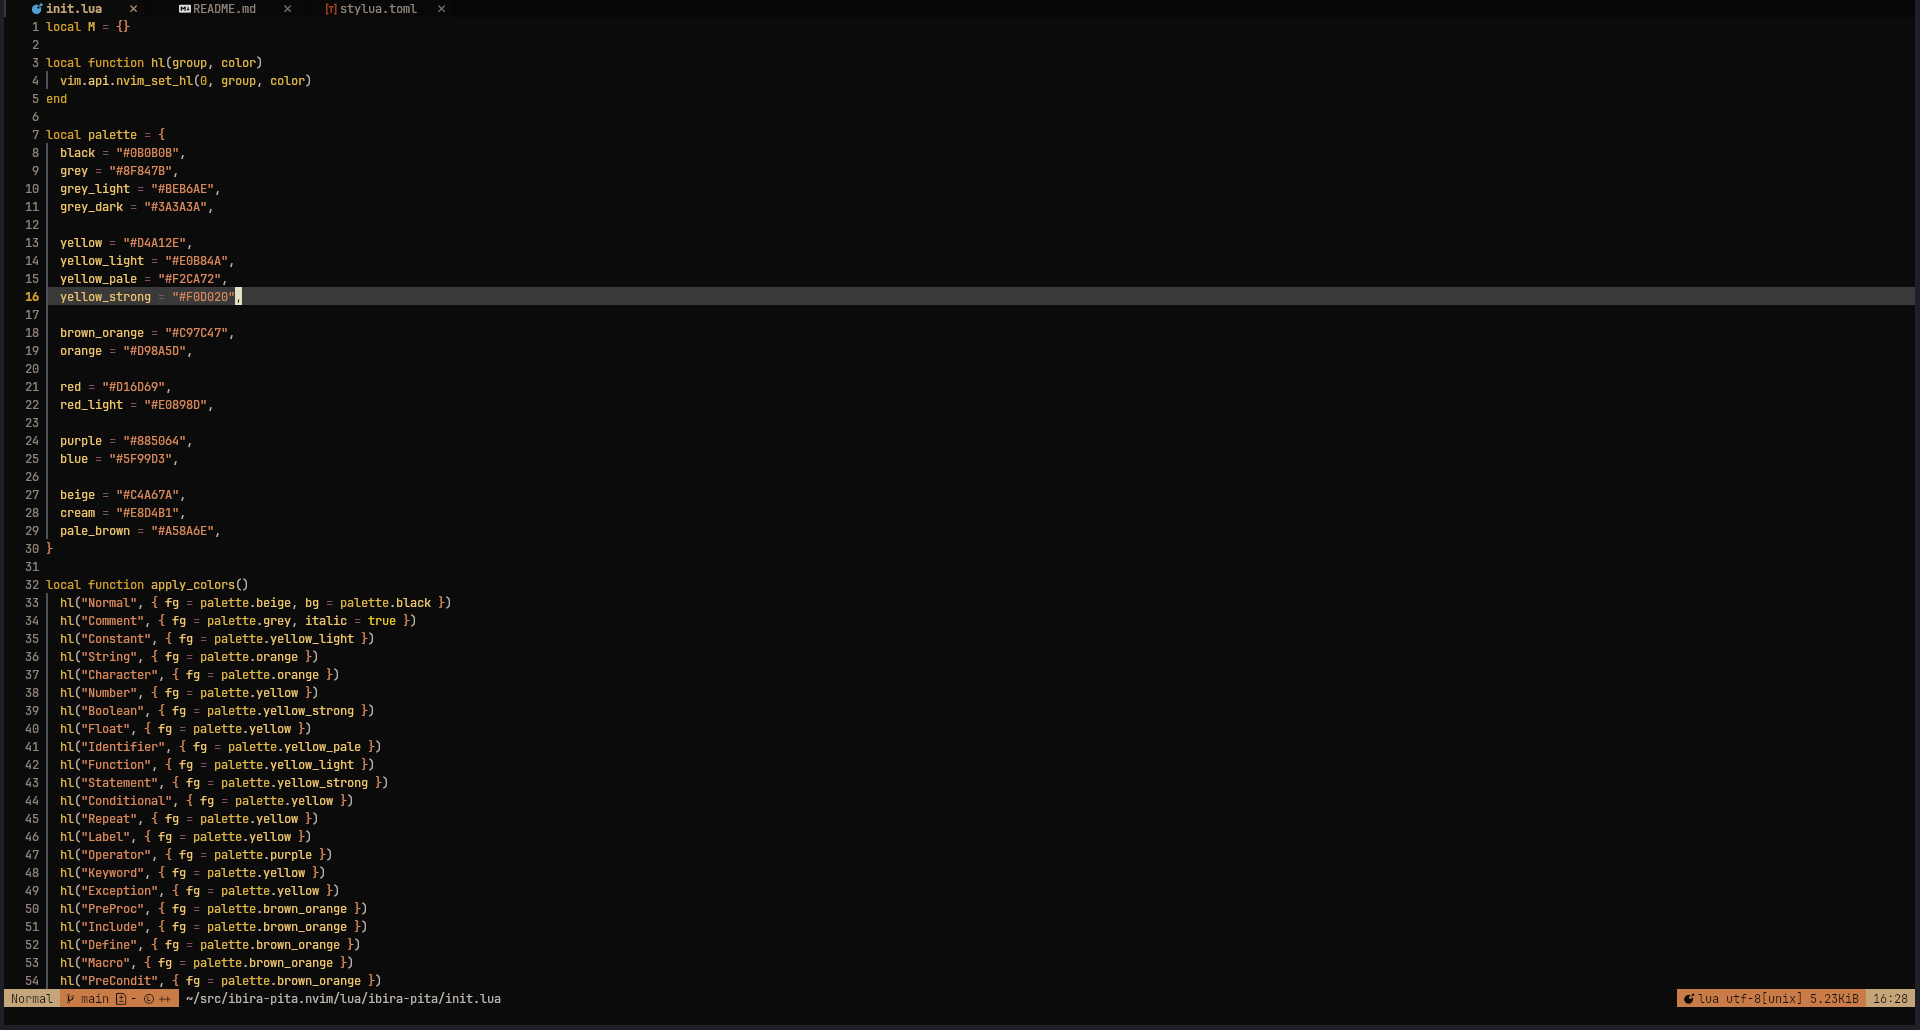 init.lua × README.md × stylua.toml ×
1 local M = {}
2
3 local function hl(group, color)
4   vim.api.nvim_set_hl(0, group, color)
5 end
6
7 local palette = {
8   black = "#0B0B0B",
9   grey = "#8F847B",
10   grey_light = "#BEB6AE",
11   grey_dark = "#3A3A3A",
12
13   yellow = "#D4A12E",
14   yellow_light = "#E0B84A",
15   yellow_pale = "#F2CA72",
16   yellow_strong = "#F0D020",
17
18   brown_orange = "#C97C47",
19   orange = "#D98A5D",
20
21   red = "#D16D69",
22   red_light = "#E0898D",
23
24   purple = "#885064",
25   blue = "#5F99D3",
26
27   beige = "#C4A67A",
28   cream = "#E8D4B1",
29   pale_brown = "#A58A6E",
30 }
31
32 local function apply_colors()
33   hl("Normal", { fg = palette.beige, bg = palette.black })
34   hl("Comment", { fg = palette.grey, italic = true })
35   hl("Constant", { fg = palette.yellow_light })
36   hl("String", { fg = palette.orange })
37   hl("Character", { fg = palette.orange })
38   hl("Number", { fg = palette.yellow })
39   hl("Boolean", { fg = palette.yellow_strong })
40   hl("Float", { fg = palette.yellow })
41   hl("Identifier", { fg = palette.yellow_pale })
42   hl("Function", { fg = palette.yellow_light })
43   hl("Statement", { fg = palette.yellow_strong })
44   hl("Conditional", { fg = palette.yellow })
45   hl("Repeat", { fg = palette.yellow })
46   hl("Label", { fg = palette.yellow })
47   hl("Operator", { fg = palette.purple })
48   hl("Keyword", { fg = palette.yellow })
49   hl("Exception", { fg = palette.yellow })
50   hl("PreProc", { fg = palette.brown_orange })
51   hl("Include", { fg = palette.brown_orange })
52   hl("Define", { fg = palette.brown_orange })
53   hl("Macro", { fg = palette.brown_orange })
54   hl("PreCondit", { fg = palette.brown_orange })
Normal main - ++ ~/src/ibira-pita.nvim/lua/ibira-pita/init.lua lua utf-8[unix] 5.23KiB 16:28